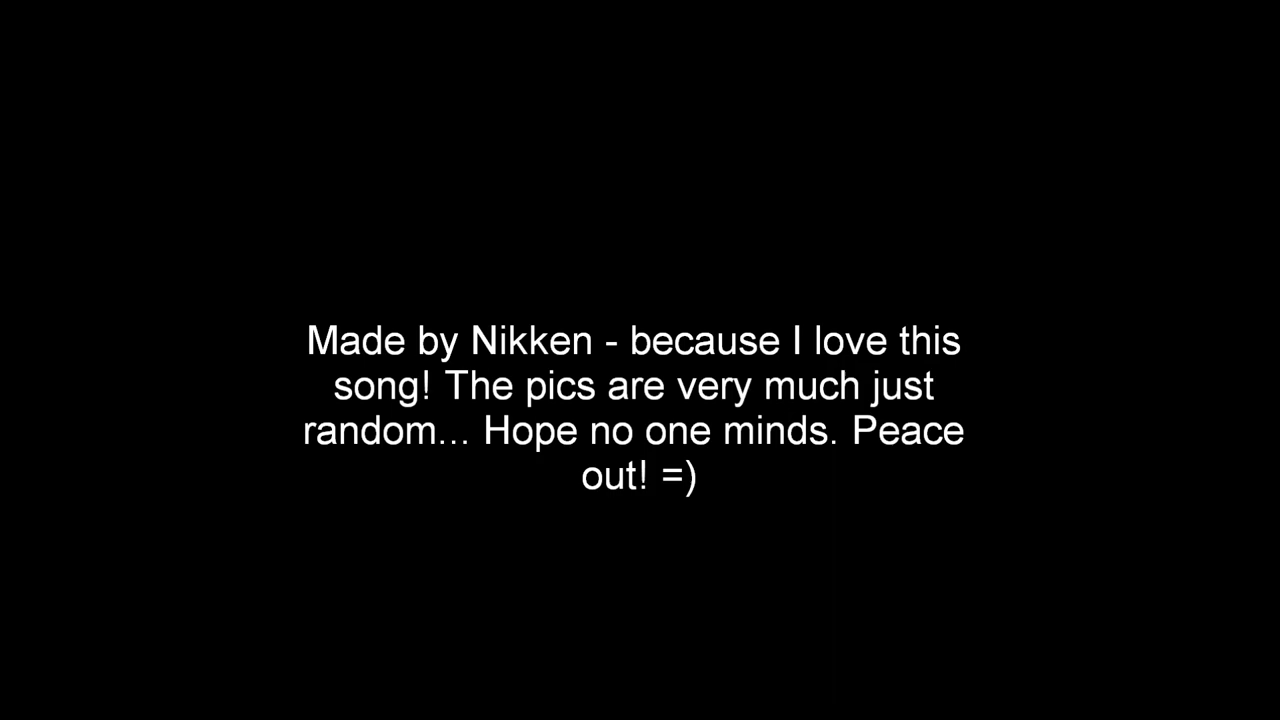 Made by Nikken - because I love this
song! The pics are very much just
random... Hope no one minds. Peace
out! =)